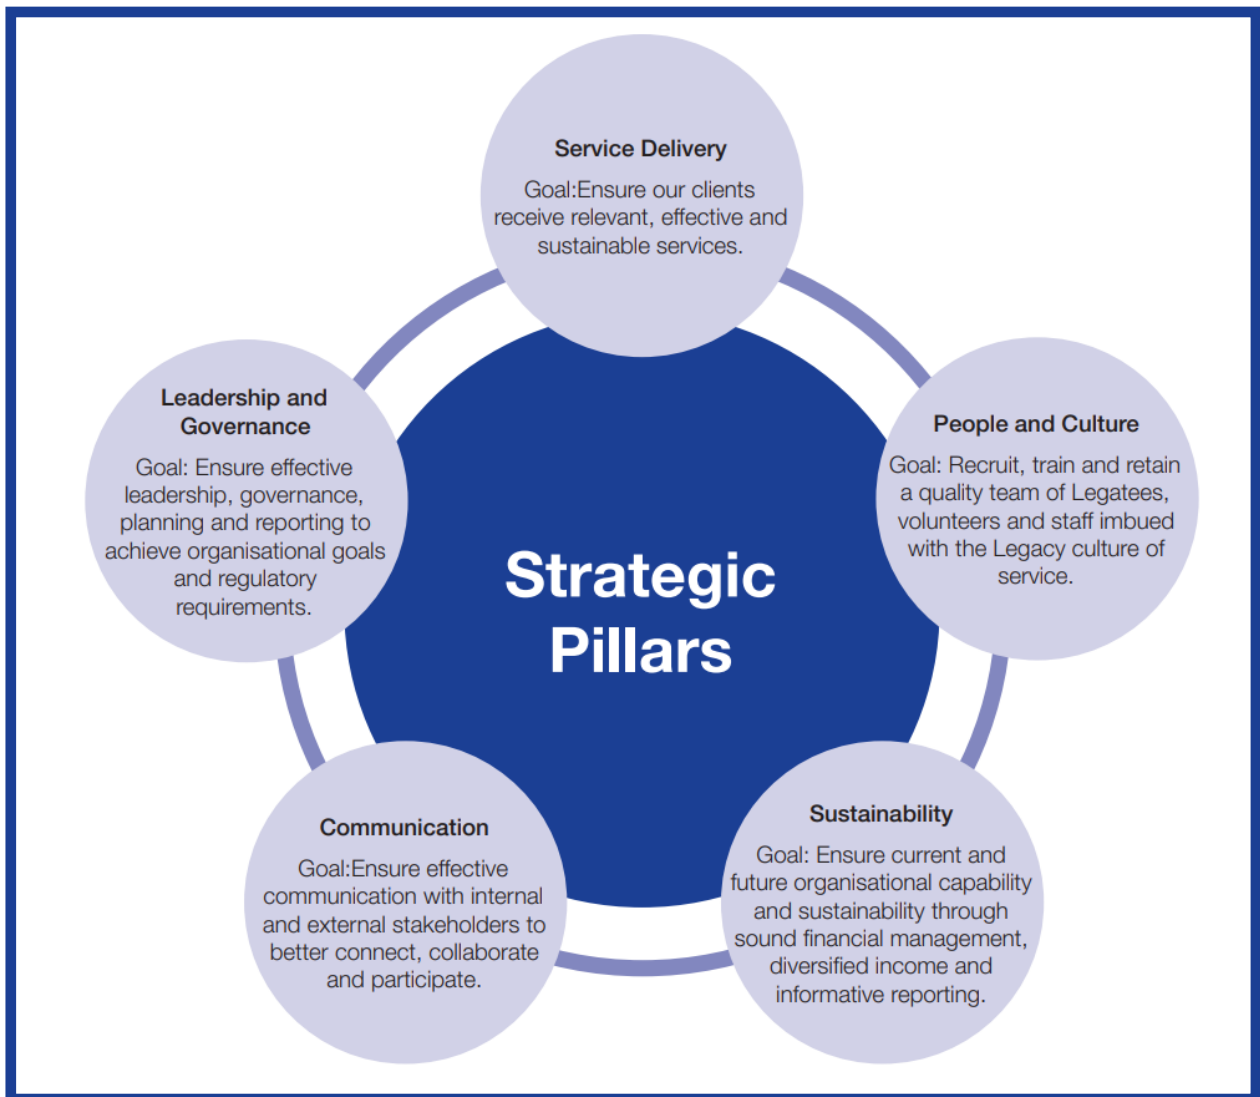 Service Delivery
Goal:Ensure our clients
receive relevant, effective and
sustainable services.
People and Culture
Goal: Recruit, train and retain
a quality team of Legatees,
volunteers and staff imbued
with the Legacy culture of
service.
Sustainability
Goal: Ensure current and
future organisational capability
and sustainability through
sound financial management,
diversified income and
informative reporting.
Communication
Goal:Ensure effective
communication with internal
and external stakeholders to
better connect, collaborate
and participate.
Leadership and
Governance
Goal: Ensure effective
leadership, governance,
planning and reporting to
achieve organisational goals
and regulatory
requirements.
Strategic
Pillars